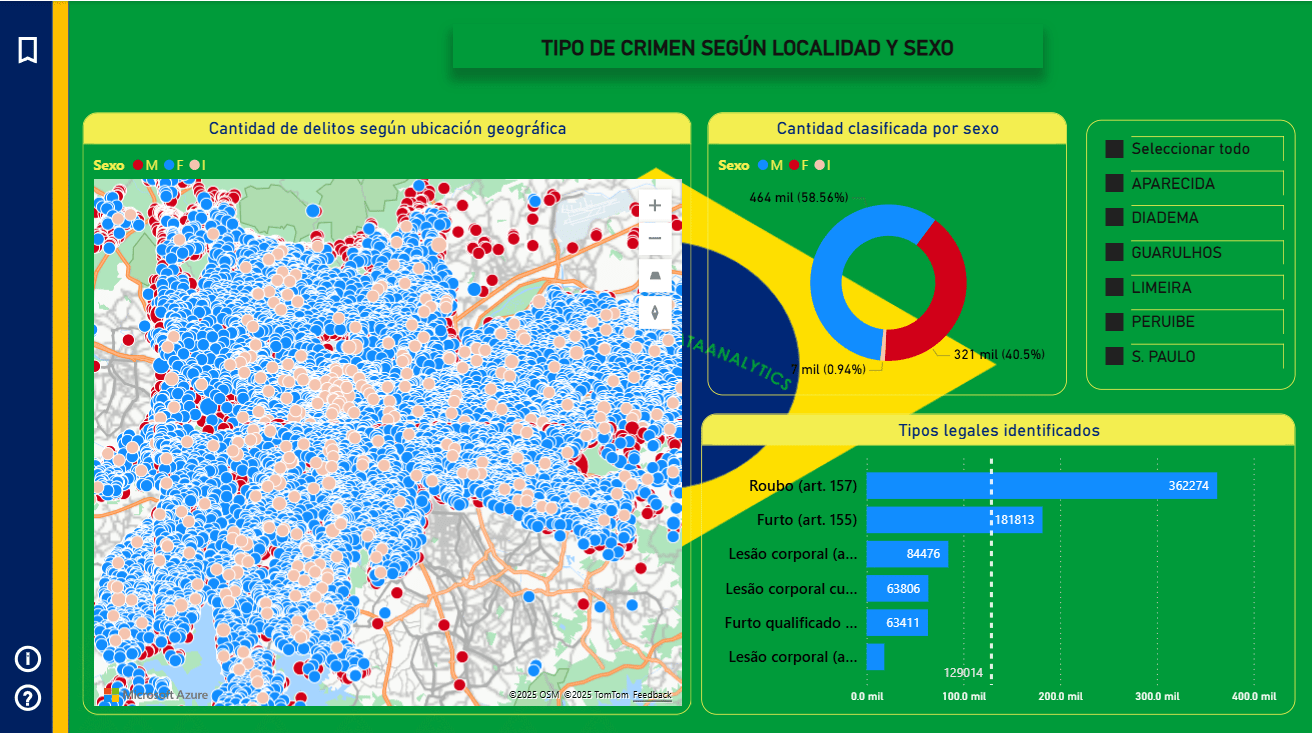 TIPO DE CRIMEN SEGÚN LOCALIDAD Y SEXO
Cantidad de delitos según ubicación geográfica
Sexo M F I
Microsoft Azure
©2025 OSM ©2025 TomTom Feedback
Cantidad clasificada por sexo
Sexo M F I
464 mil (58.56%)
321 mil (40.5%)
7 mil (0.94%)
TAANALYTICS
Seleccionar todo
APARECIDA
DIADEMA
GUARULHOS
LIMEIRA
PERUIBE
S. PAULO
Tipos legales identificados
Roubo (art. 157) 362274
Furto (art. 155) 181813
Lesão corporal (a... 84476
Lesão corporal cu... 63806
Furto qualificado ... 63411
Lesão corporal (a...
129014
0.0 mil 100.0 mil 200.0 mil 300.0 mil 400.0 mil